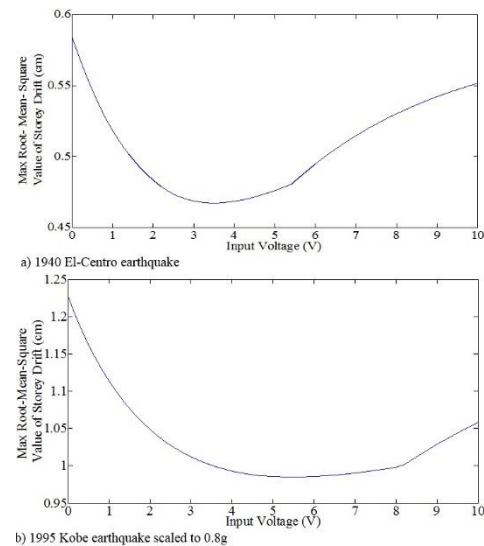 0.6
0.55
0.5
0.45
Max Root- Mean- Square
Value of Storey Drift (cm)
0 1 2 3 4 5 6 7 8 9 10
Input Voltage (V)
a) 1940 El-Centro earthquake
1.25
1.2
1.15
1.1
1.05
1
0.95
Max Root-Mean-Square
Value of Storey Drift (cm)
0 1 2 3 4 5 6 7 8 9 10
Input Voltage (V)
b) 1995 Kobe earthquake scaled to 0.8g